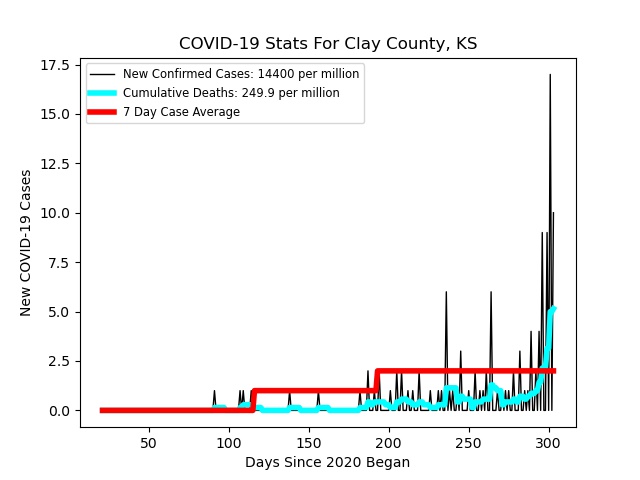 COVID-19 Stats For Clay County, KS
New Confirmed Cases: 14400 per million
Cumulative Deaths: 249.9 per million
7 Day Case Average
17.5
15.0
12.5
10.0
7.5
5.0
2.5
0.0
New COVID-19 Cases
50 100 150 200 250 300
Days Since 2020 Began